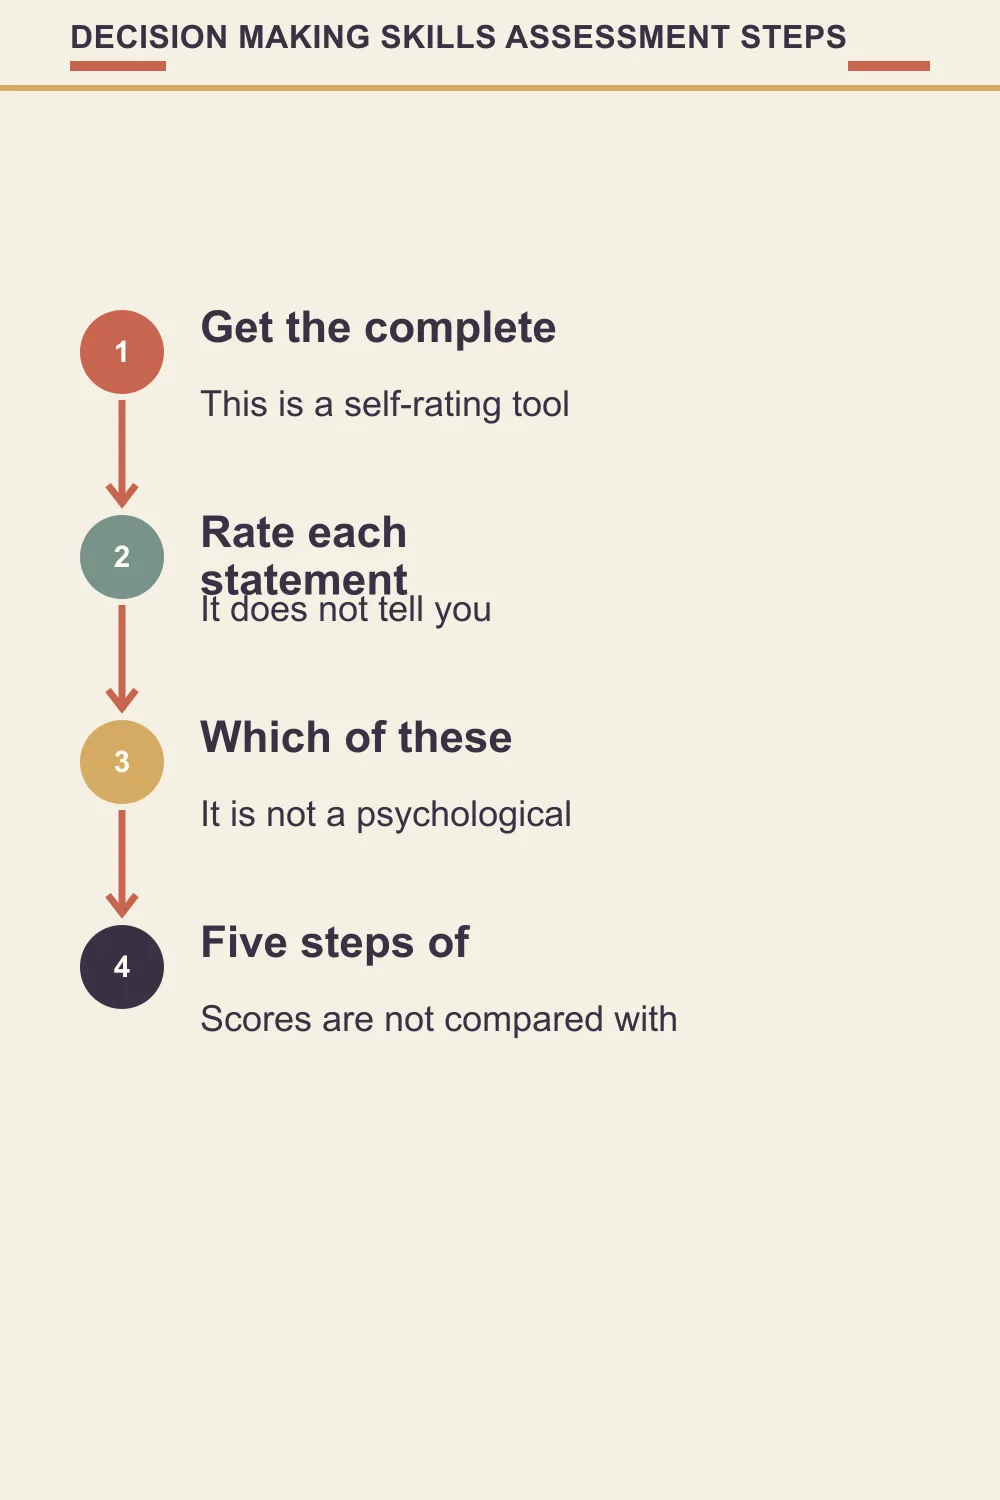 DECISION MAKING SKILLS ASSESSMENT STEPS
1
Get the complete
This is a self-rating tool
2
Rate each
statement
It does not tell you
3
Which of these
It is not a psychological
4
Five steps of
Scores are not compared with